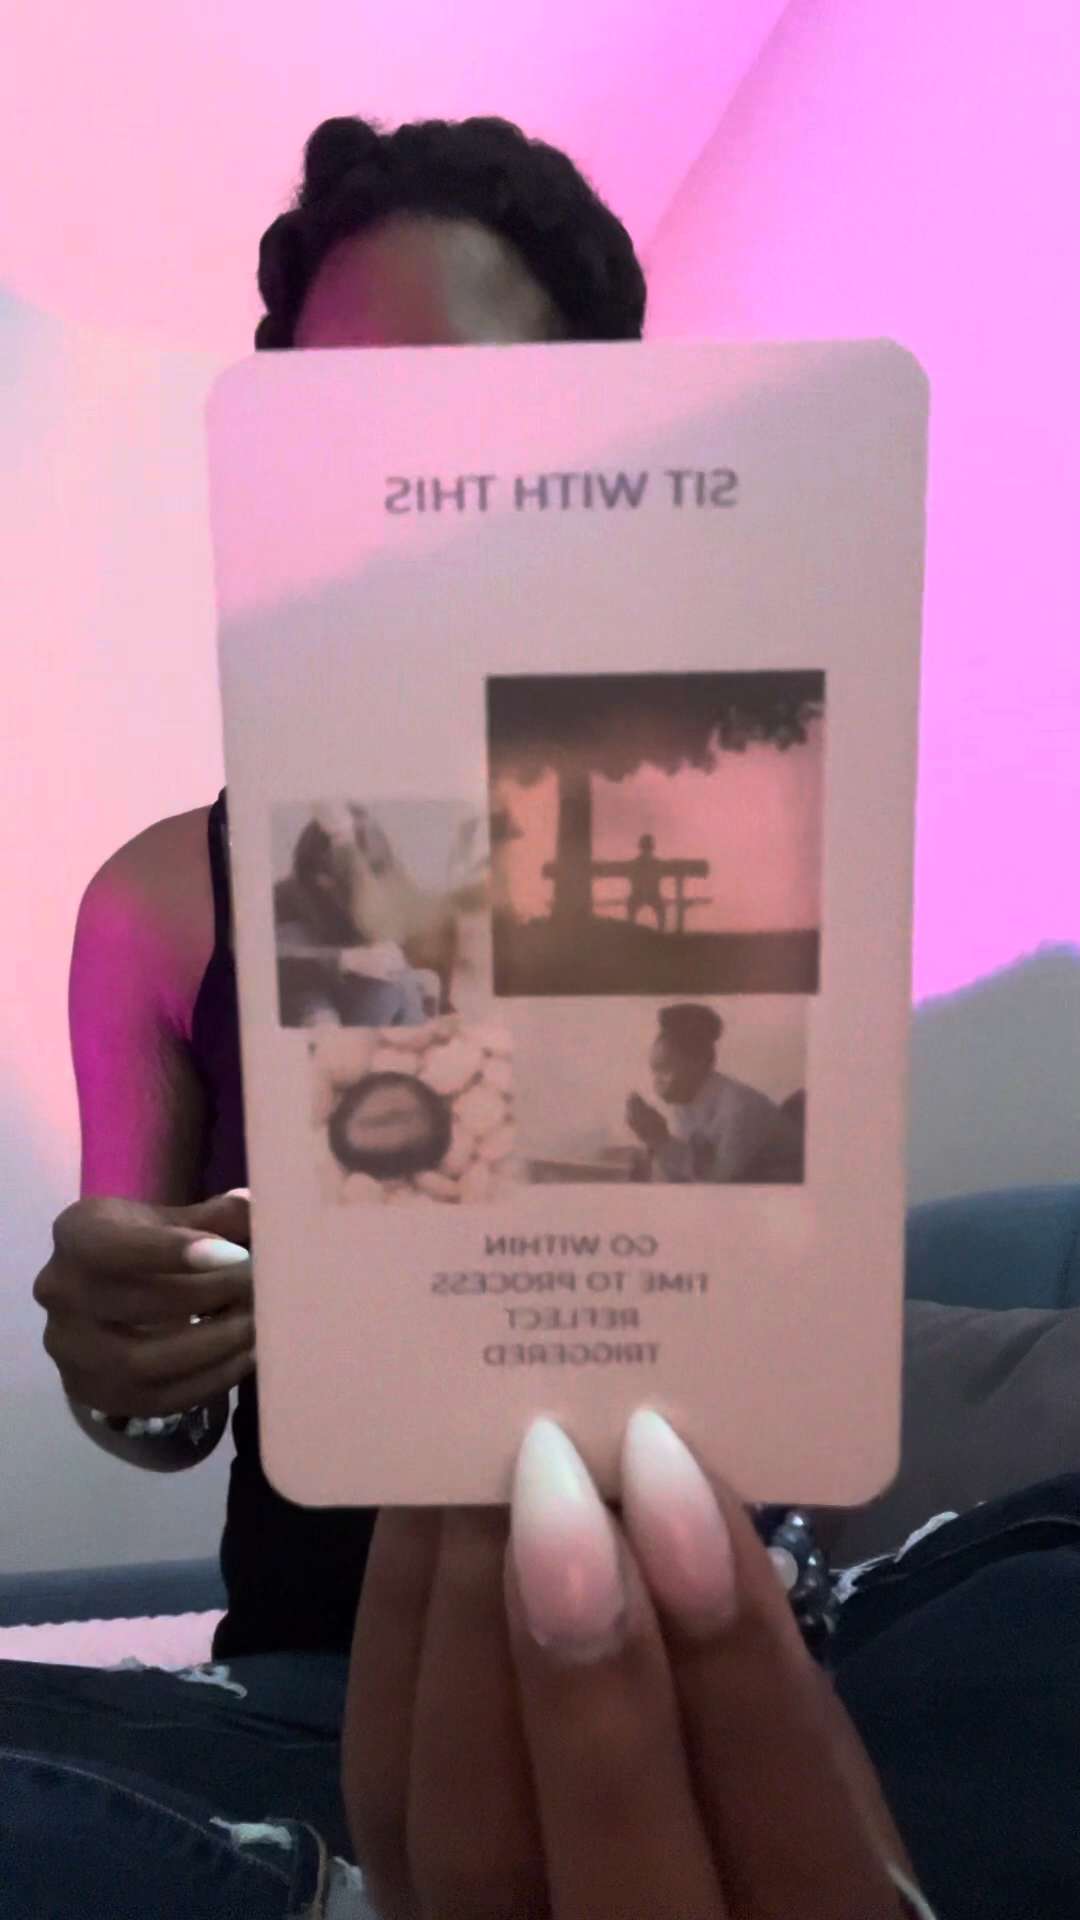 SIT WITH THIS
GO WITHIN
TIME TO PROCESS
REFLECT
TRIGGERED